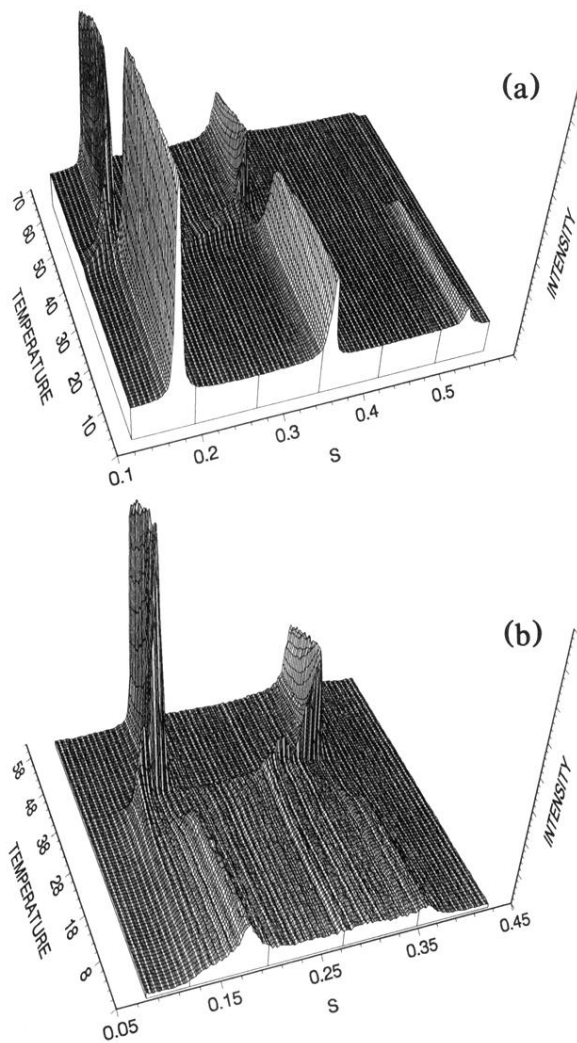 (a)
INTENSITY
70
60
50
40
30
20
10
TEMPERATURE
0.1
0.2
0.3
0.4
0.5
S
(b)
INTENSITY
58
48
38
28
18
8
TEMPERATURE
0.05
0.15
0.25
0.35
0.45
S